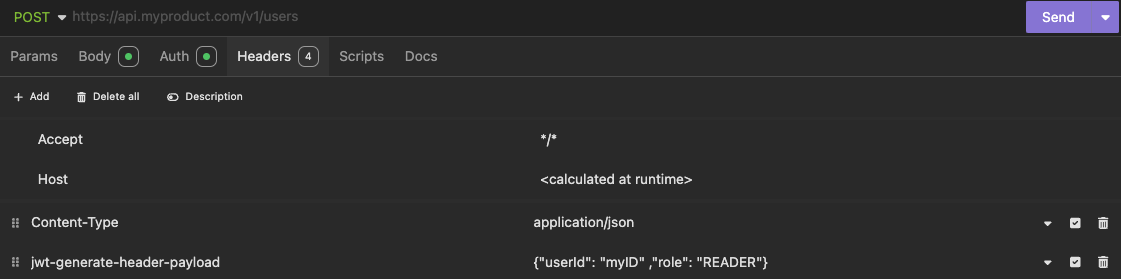 POST https://api.myproduct.com/v1/users Send
Params Body Auth Headers 4 Scripts Docs
+ Add Delete all Description
Accept */*
Host <calculated at runtime>
Content-Type application/json
jwt-generate-header-payload {"userId": "myID" ,"role": "READER"}